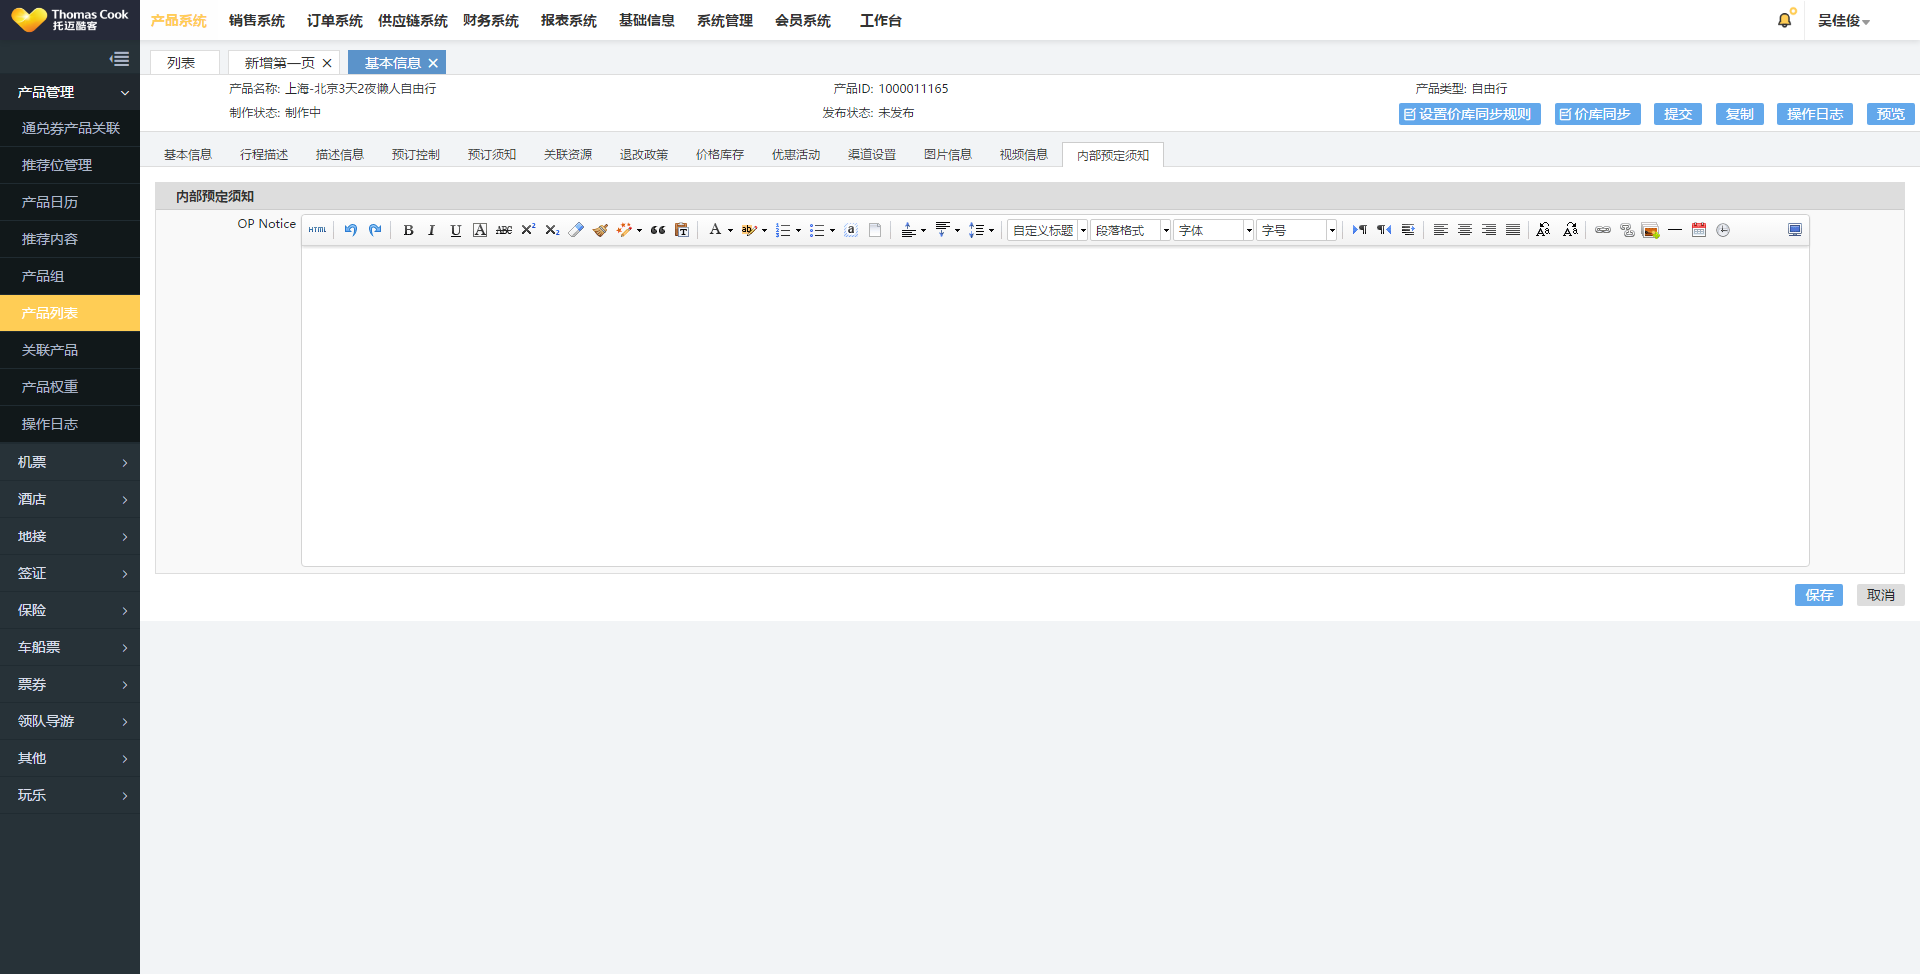 Thomas Cook
托迈酷客
产品系统 销售系统 订单系统 供应链系统 财务系统 报表系统 基础信息 系统管理 会员系统 工作台
吴佳俊
列表 新增第一页 基本信息
产品管理
通兑券产品关联
推荐位管理
产品日历
推荐内容
产品组
产品列表
关联产品
产品权重
操作日志
机票
酒店
地接
签证
保险
车船票
票券
领队导游
其他
玩乐
产品名称: 上海-北京3天2夜懒人自由行 产品ID: 1000011165 产品类型: 自由行
制作状态: 制作中 发布状态: 未发布
设置价库同步规则 价库同步 提交 复制 操作日志 预览
基本信息 行程描述 描述信息 预订控制 预订须知 关联资源 退改政策 价格库存 优惠活动 渠道设置 图片信息 视频信息 内部预定须知
内部预定须知
OP Notice
HTML B I U A ABC X² X₂ A ab a 自定义标题 段落格式 字体 字号
保存 取消